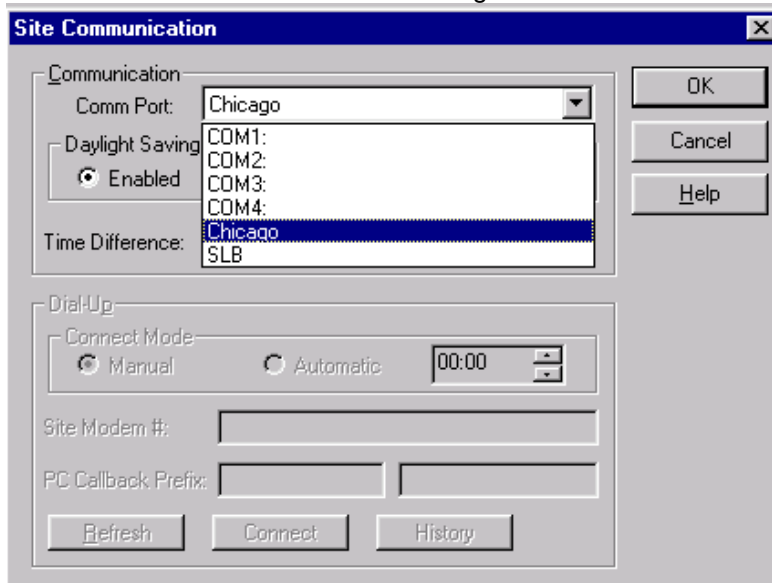 Site Communication
Communication
OK
Comm Port: Chicago
Daylight Saving
COM1:
Cancel
COM2:
Enabled
COM3:
Help
COM4:
Chicago
Time Difference:
SLB
Dial-Up
Connect Mode
Manual Automatic 00:00
Site Modem #:
PC Callback Prefix:
Refresh Connect History